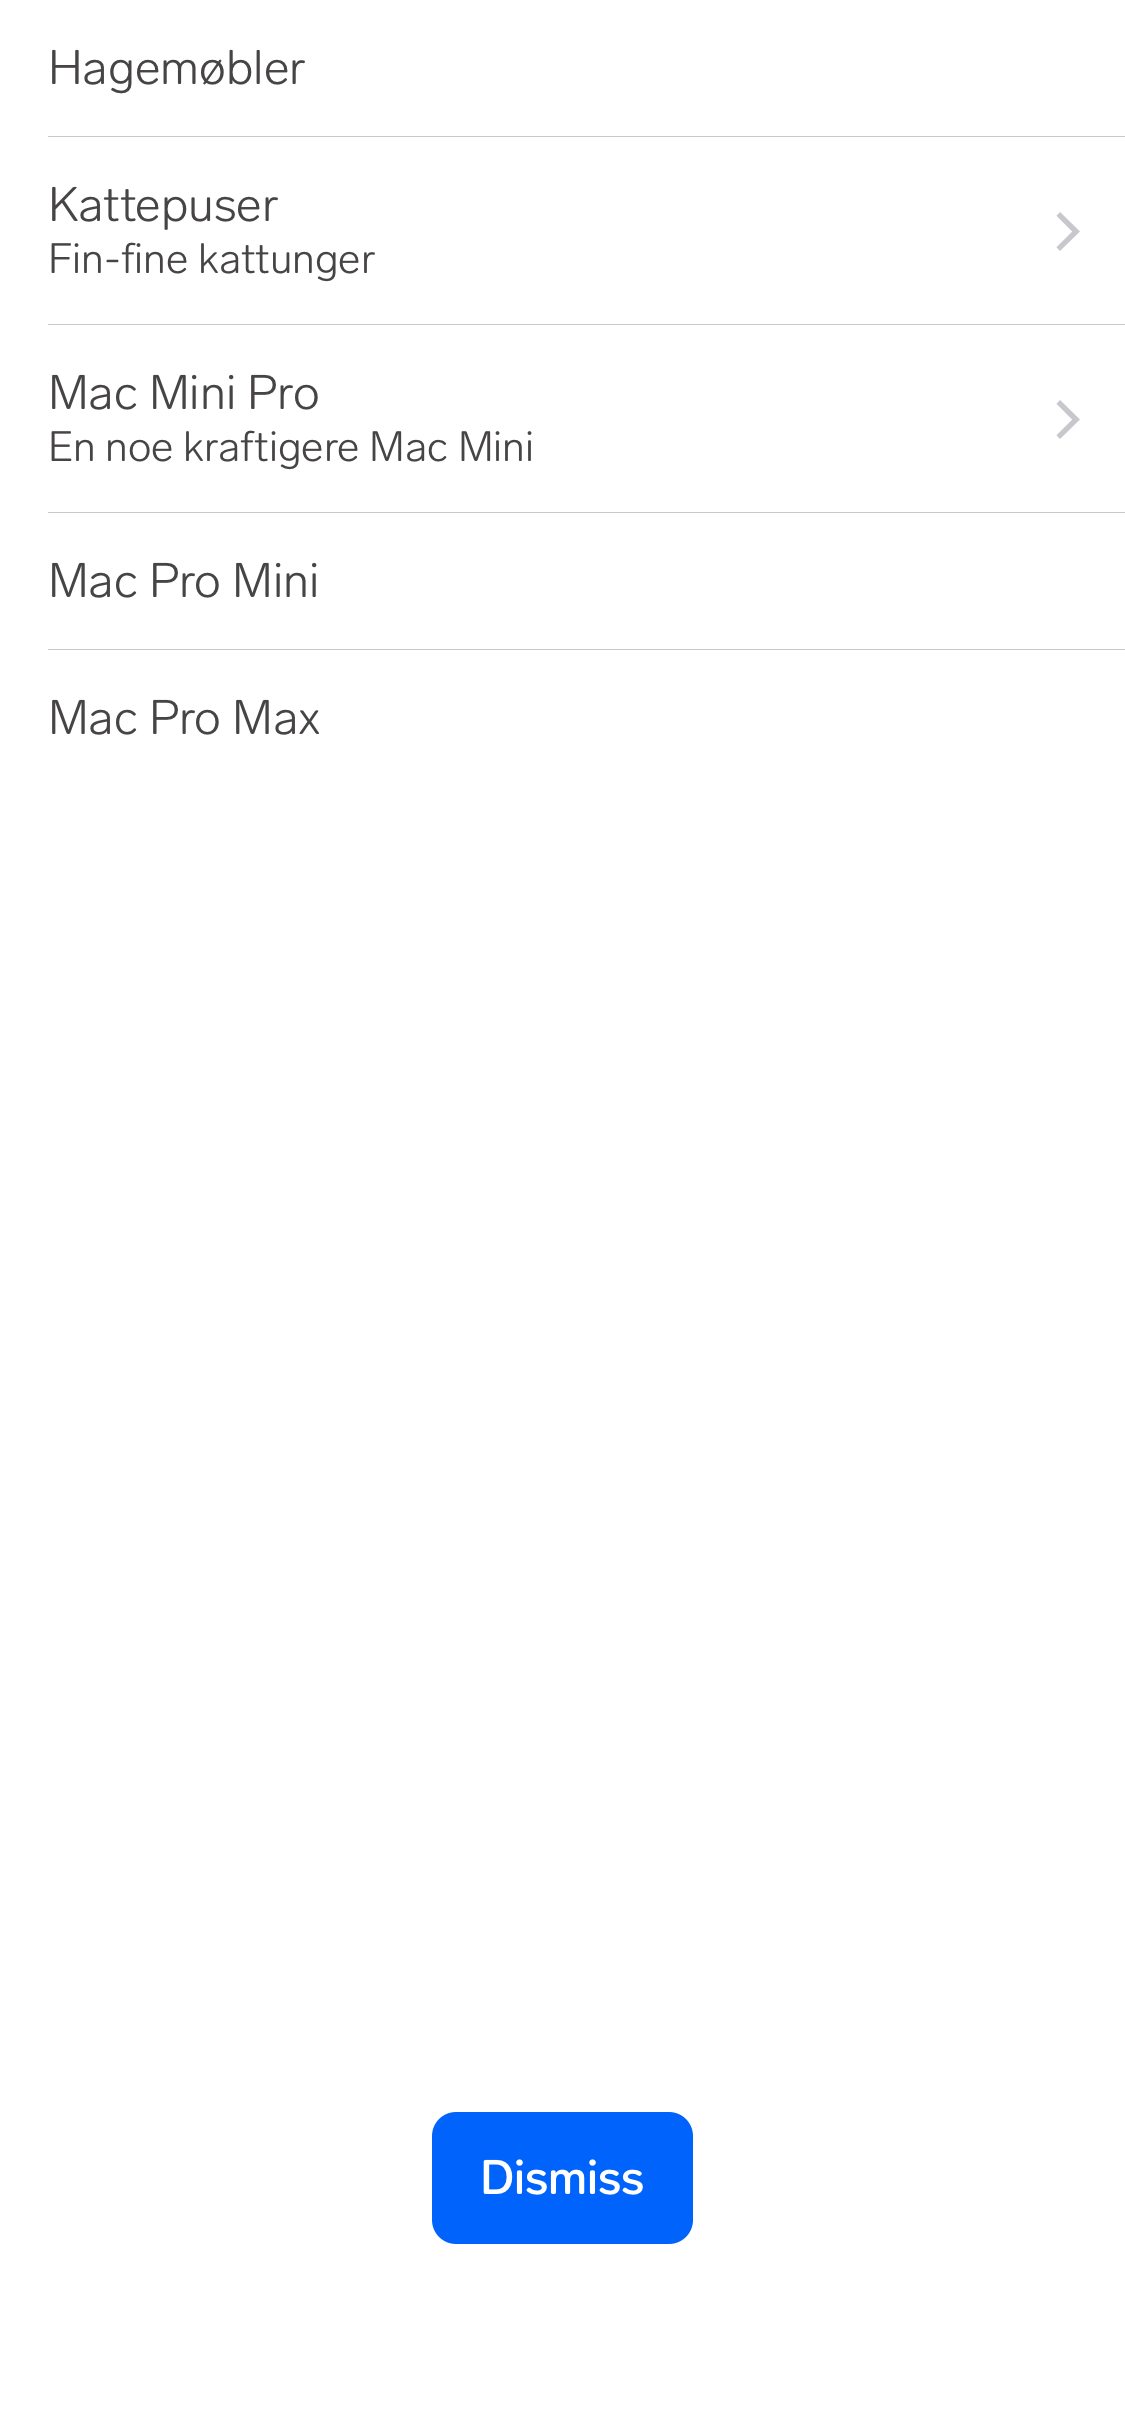 Hagemøbler
Kattepuser
Fin-fine kattunger
Mac Mini Pro
En noe kraftigere Mac Mini
Mac Pro Mini
Mac Pro Max
Dismiss